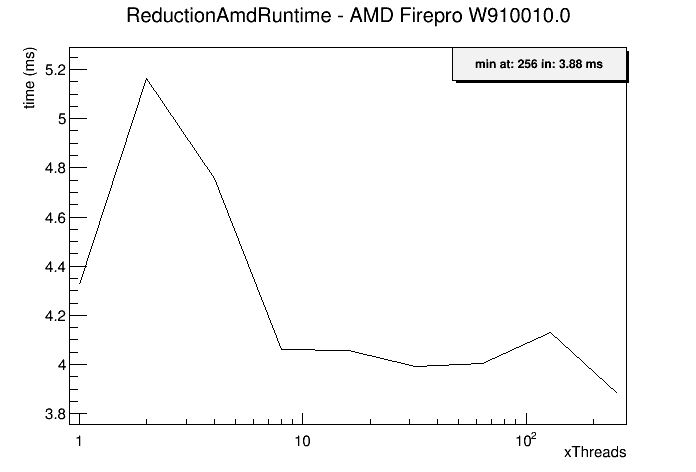 ReductionAmdRuntime - AMD Firepro W910010.0
time (ms)
min at: 256 in: 3.88 ms
5.2
5
4.8
4.6
4.4
4.2
4
3.8
1
10
10²
xThreads